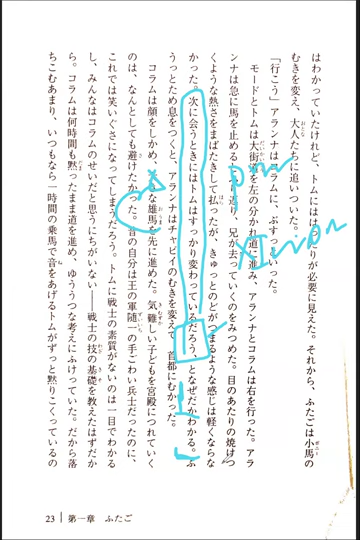 はわかっていたけれど、トムにははったりが必要に見えた。それから、ふたごは小馬の
むきを変え、大人たちに追いついた。
「行こう」アランナはコラムに、ぶすっといった。
モードとトムは大街道を左の分かれ道に進み、アランナとコラムは右を行った。アラ
ンナは急に馬を止めるとふり返り、兄が去っていくのをみつめた。目のあたりの焼けつ
くような熱さをまばたきして払ったが、きゅっとのどがつまるような感じは軽くならな
かった。次に会うときにはトムはすっかり変わっているだろう、となぜだかわかる。ふ
うっとため息をつくと、アランナはチャビイのむきを変えて、首都にむかった。
コラムは顔をしかめ、大きな雄馬を先に進めた。気難しい子どもを宮殿につれていく
のは、なんとしても避けたかった。昔の自分は王の軍随一の手ごわい兵士だったのに、
これでは笑いぐさになってしまうだろう。トムに戦士の素質がないのは一目でわかる
し、みんなはコラムのせいだと思うにちがいない――戦士の技の基礎を教えたはずだか
ら。コラムは何時間も黙ったまま道を進め、ゆううつな考えにふけっていた。だから落
ちこむあまり、いつもなら一時間の乗馬で音をあげるトムがずっと黙りこくっているの
23 第一章 ふたご